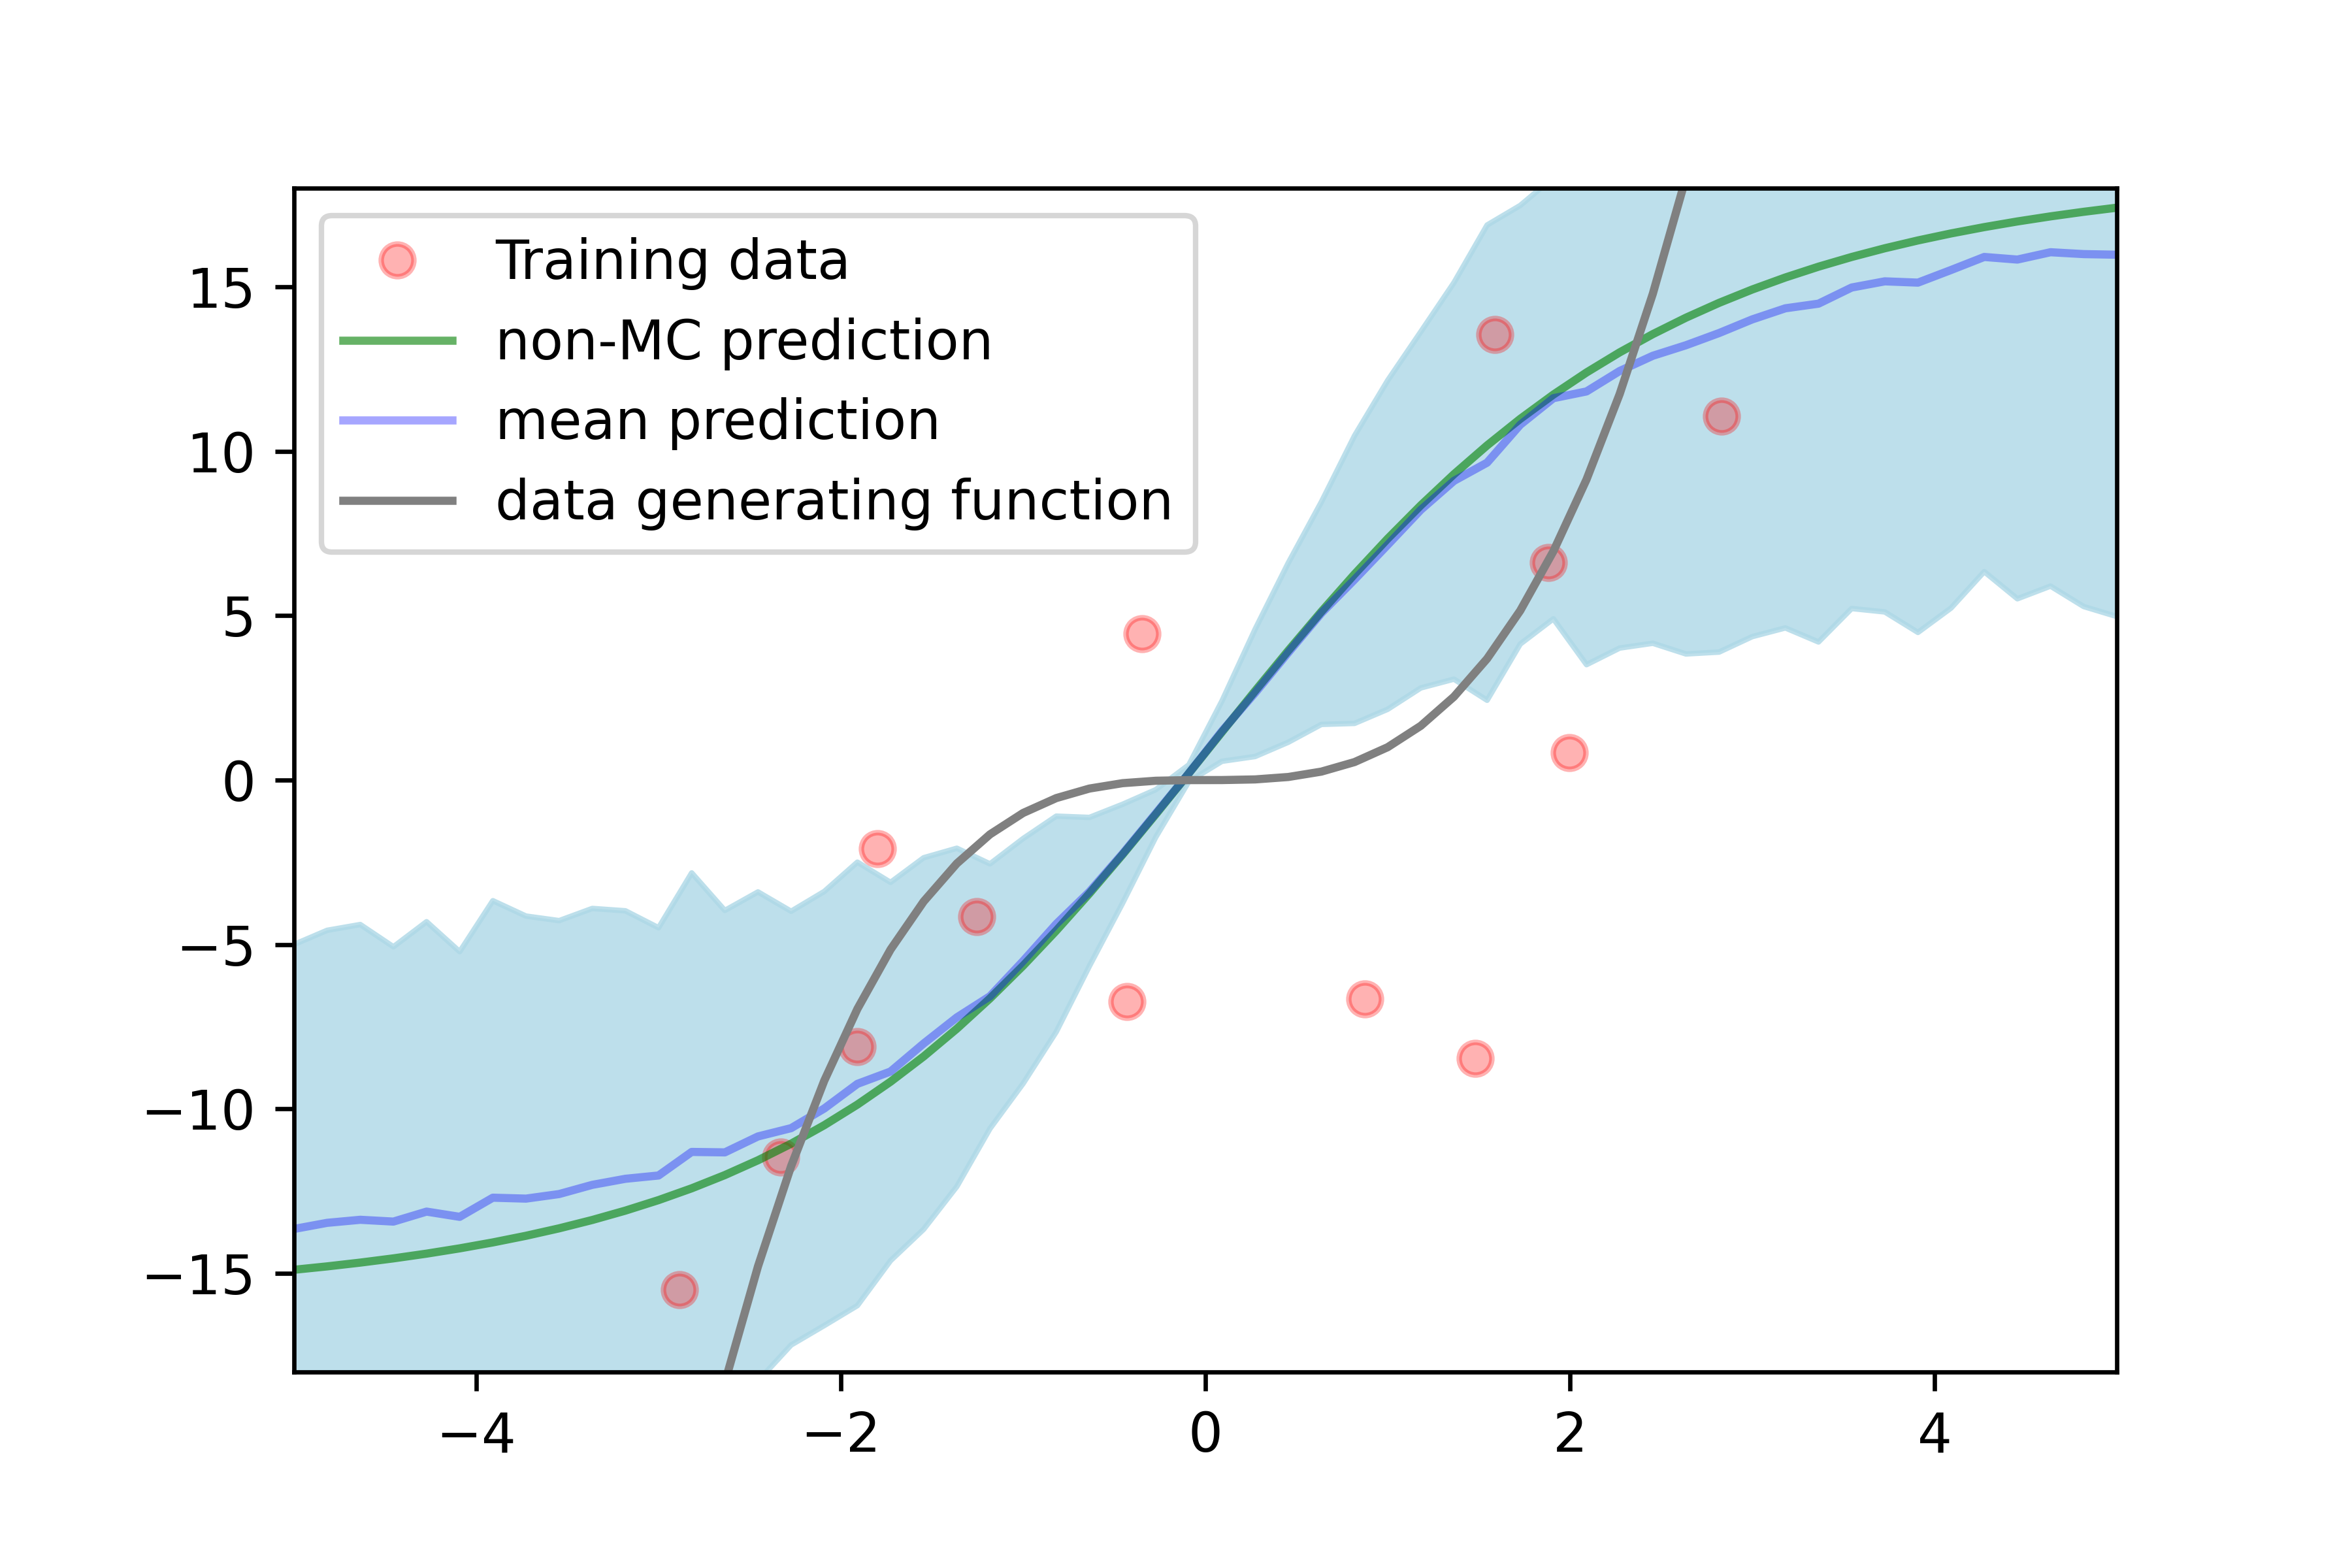 Training data
non-MC prediction
mean prediction
data generating function
15
10
5
0
−5
−10
−15
−4 −2 0 2 4